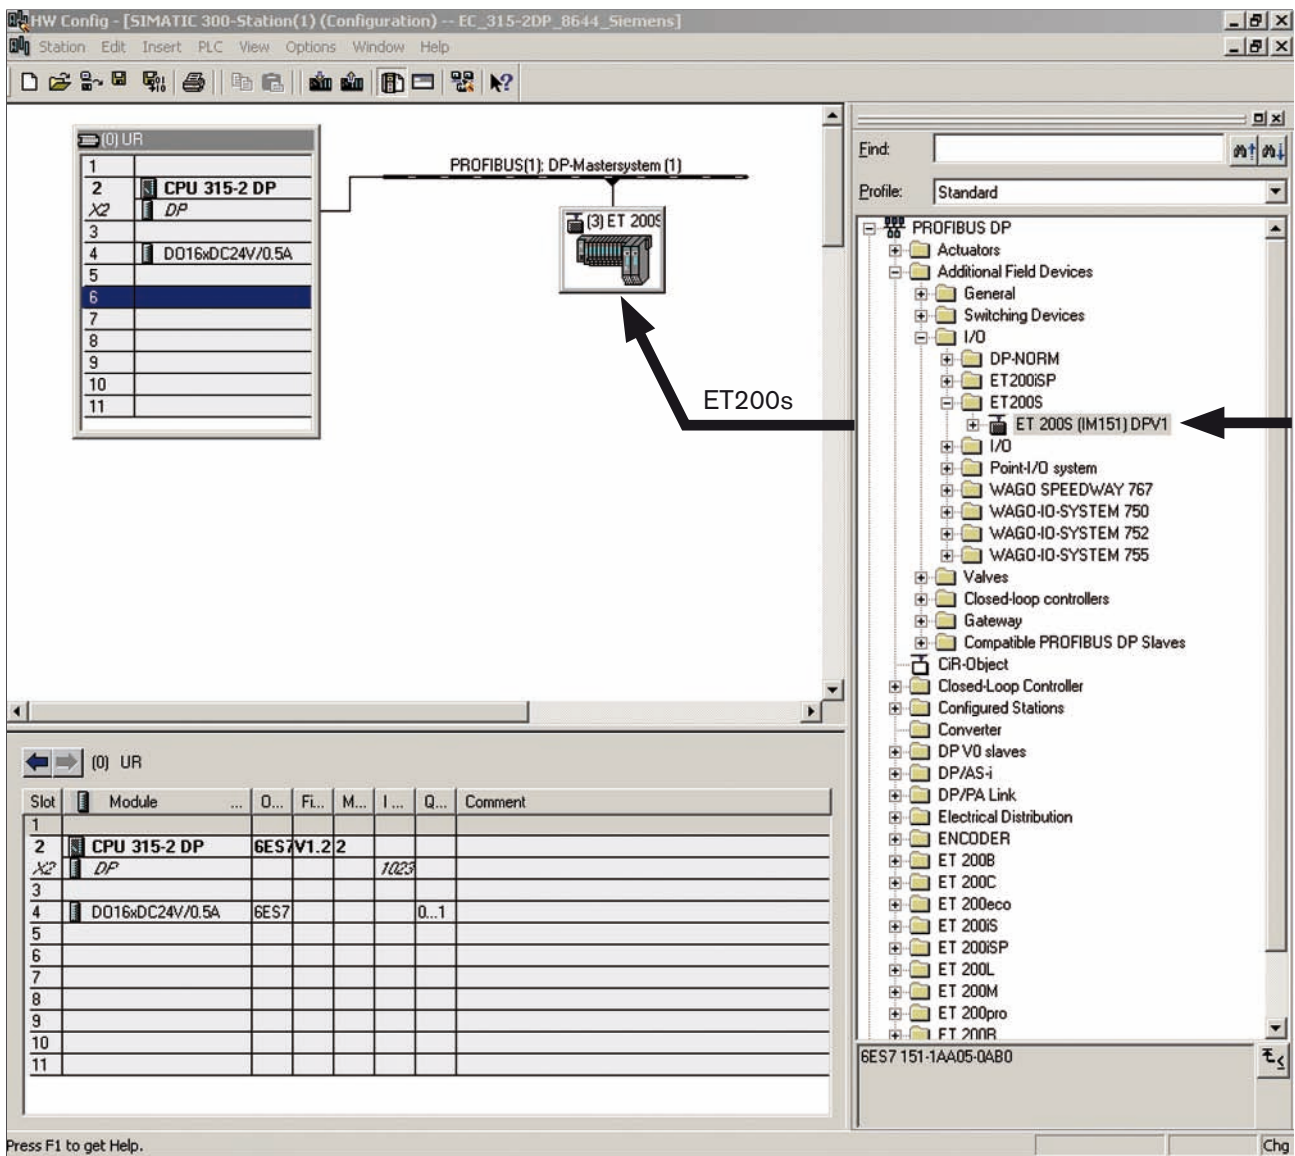 HW Config - [SIMATIC 300-Station(1) (Configuration) -- EC_315-2DP_8644_Siemens]
Station Edit Insert PLC View Options Window Help
(0) UR
1
2 CPU 315-2 DP
X2 DP
3
4 DO16xDC24V/0.5A
5
6
7
8
9
10
11
PROFIBUS(1): DP-Mastersystem (1)
(3) ET 200S
ET200s
Find:
Profile: Standard
PROFIBUS DP
Actuators
Additional Field Devices
General
Switching Devices
I/O
DP-NORM
ET200iSP
ET200S
ET 200S (IM151) DPV1
I/O
Point-I/O system
WAGO SPEEDWAY 767
WAGO-IO-SYSTEM 750
WAGO-IO-SYSTEM 752
WAGO-IO-SYSTEM 755
Valves
Closed-loop controllers
Gateway
Compatible PROFIBUS DP Slaves
CiR-Object
Closed-Loop Controller
Configured Stations
Converter
DP V0 slaves
DP/AS-i
DP/PA Link
Electrical Distribution
ENCODER
ET 200B
ET 200C
ET 200eco
ET 200iS
ET 200iSP
ET 200L
ET 200M
ET 200pro
ET 200R
6ES7 151-1AA05-0AB0
(0) UR
Slot Module ... O... Fi... M... I ... Q... Comment
1
2 CPU 315-2 DP 6ES7 V1.2 2
X2 DP 1023
3
4 DO16xDC24V/0.5A 6ES7 0...1
5
6
7
8
9
10
11
Press F1 to get Help.
Chg